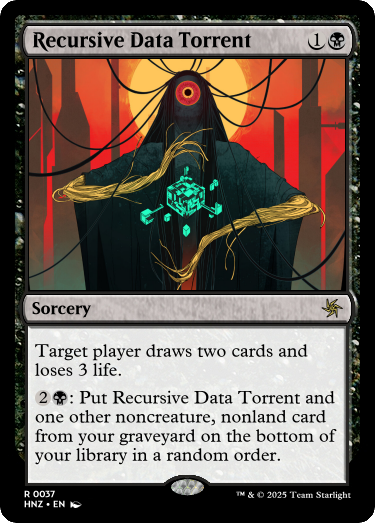 Recursive Data Torrent 1
Sorcery
Target player draws two cards and
loses 3 life.
2 : Put Recursive Data Torrent and
one other noncreature, nonland card
from your graveyard on the bottom of
your library in a random order.
R 0037
HNZ • EN
™ & © 2025 Team Starlight